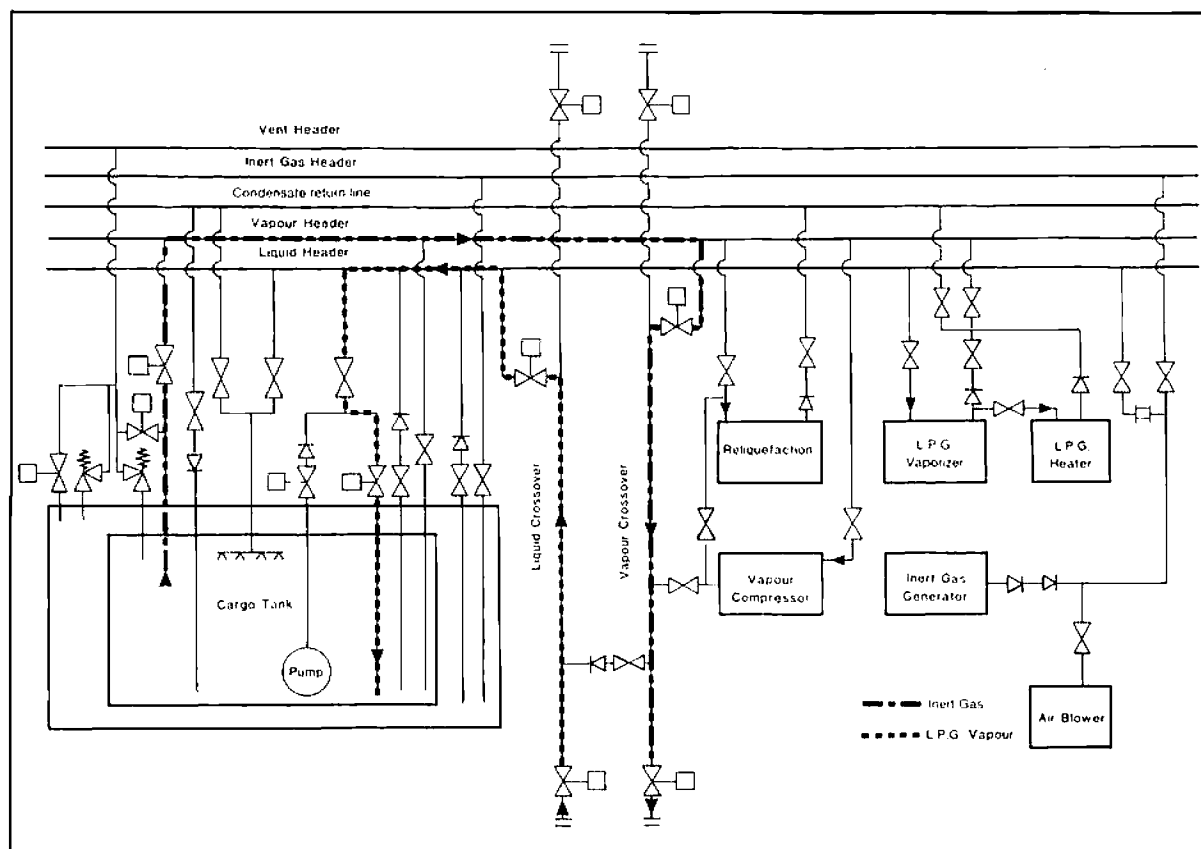 Vent Header
Inert Gas Header
Condensate return line
Vapour Header
Liquid Header
Liquid Crossover
Vapour Crossover
Reliquefaction
L.P.G.
Vaporizer
L.P.G.
Heater
Vapour
Compressor
Inert Gas
Generator
Cargo Tank
Pump
Air Blower
Inert Gas
L.P.G. Vapour